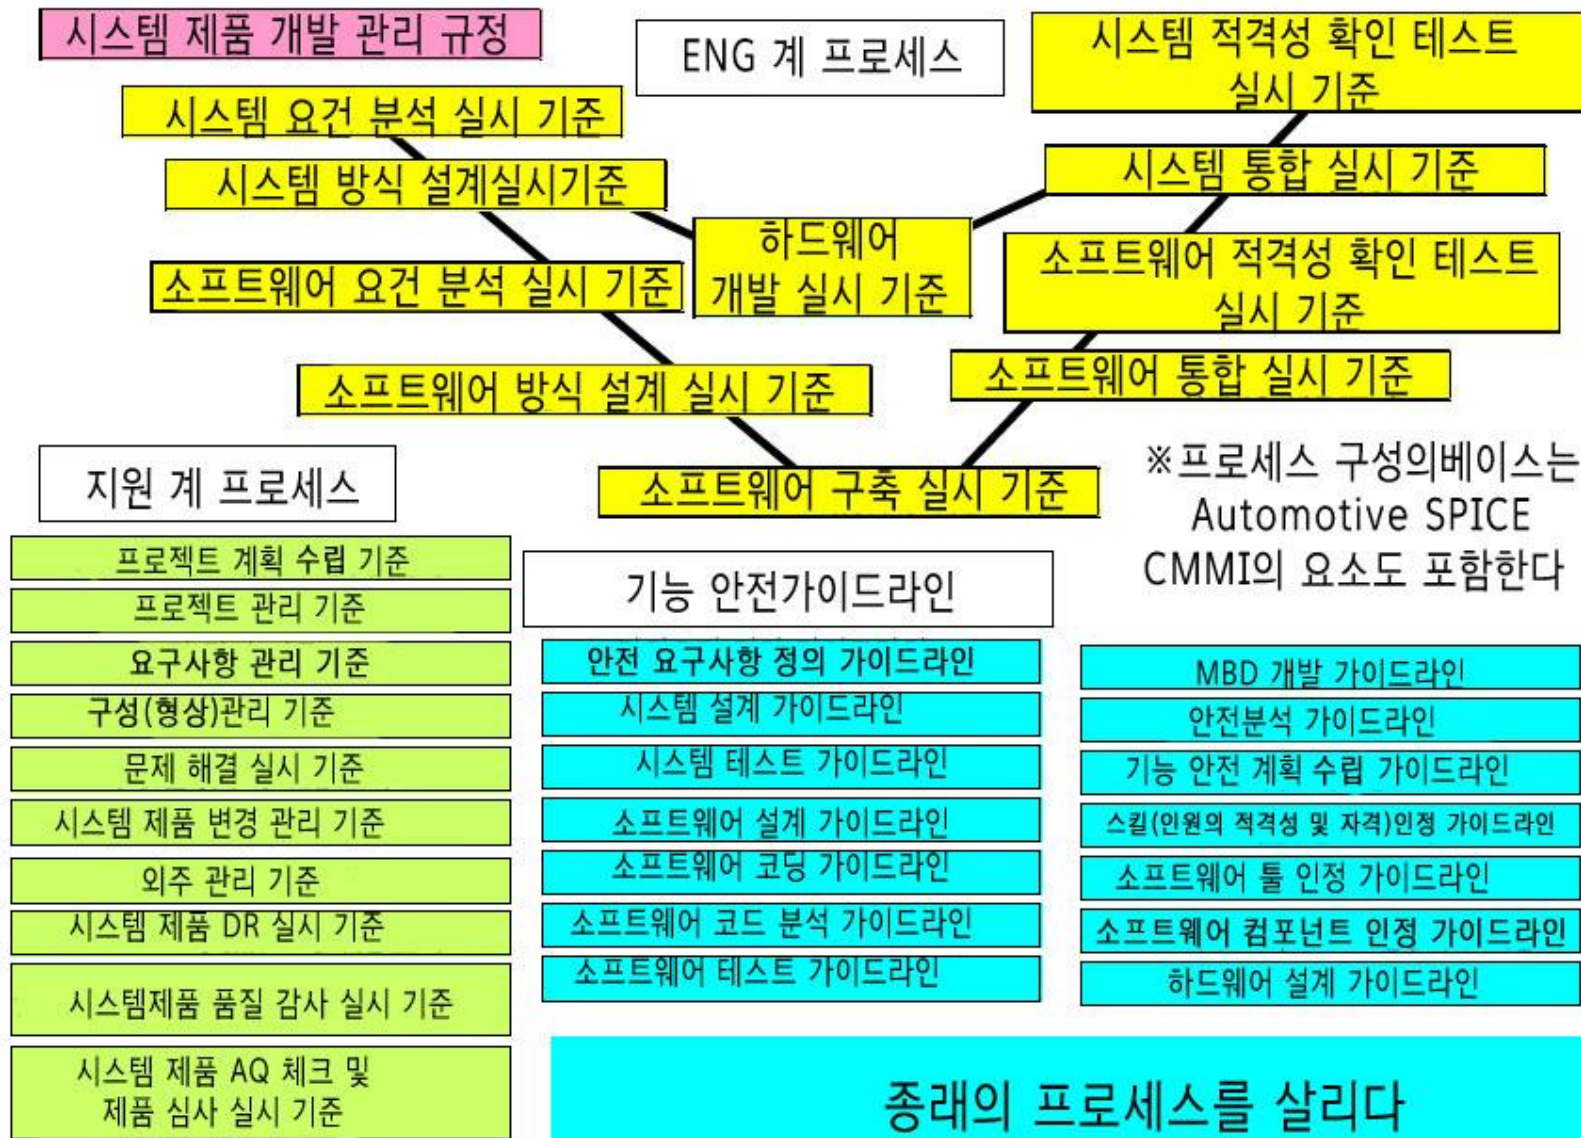 시스템 제품 개발 관리 규정
ENG 계 프로세스
시스템 적격성 확인 테스트
실시 기준
시스템 요건 분석 실시 기준
시스템 방식 설계실시기준
시스템 통합 실시 기준
하드웨어
개발 실시 기준
소프트웨어 요건 분석 실시 기준
소프트웨어 적격성 확인 테스트
실시 기준
소프트웨어 방식 설계 실시 기준
소프트웨어 통합 실시 기준
소프트웨어 구축 실시 기준
※프로세스 구성의베이스는
Automotive SPICE
CMMI의 요소도 포함한다
지원 계 프로세스
프로젝트 계획 수립 기준
프로젝트 관리 기준
요구사항 관리 기준
구성(형상)관리 기준
문제 해결 실시 기준
시스템 제품 변경 관리 기준
외주 관리 기준
시스템 제품 DR 실시 기준
시스템제품 품질 감사 실시 기준
시스템 제품 AQ 체크 및
제품 심사 실시 기준
기능 안전가이드라인
안전 요구사항 정의 가이드라인
시스템 설계 가이드라인
시스템 테스트 가이드라인
소프트웨어 설계 가이드라인
소프트웨어 코딩 가이드라인
소프트웨어 코드 분석 가이드라인
소프트웨어 테스트 가이드라인
MBD 개발 가이드라인
안전분석 가이드라인
기능 안전 계획 수립 가이드라인
스킬(인원의 적격성 및 자격)인정 가이드라인
소프트웨어 툴 인정 가이드라인
소프트웨어 컴포넌트 인정 가이드라인
하드웨어 설계 가이드라인
종래의 프로세스를 살리다